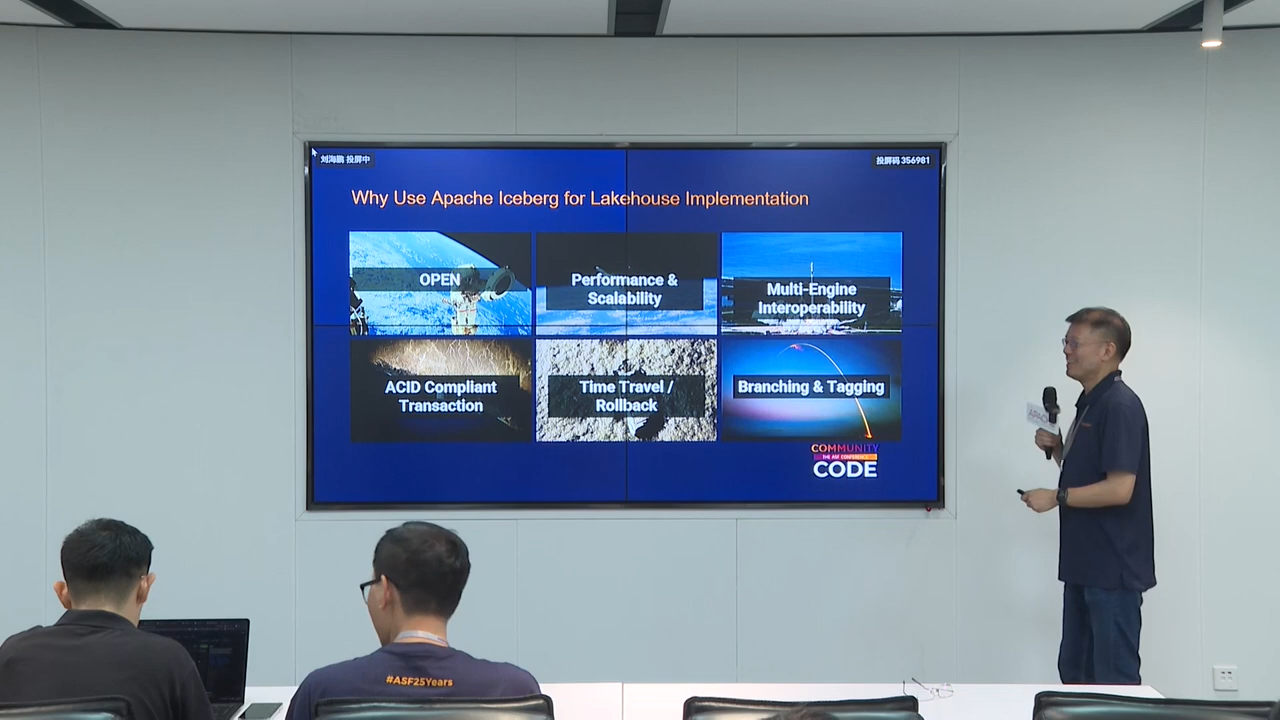 刘海鹏 投屏中
投屏码 356981
Why Use Apache Iceberg for Lakehouse Implementation
OPEN
Performance &
Scalability
Multi-Engine
Interoperability
ACID Compliant
Transaction
Time Travel /
Rollback
Branching & Tagging
COMMUNITY
THE ASF CONFERENCE
CODE
#ASF25Years